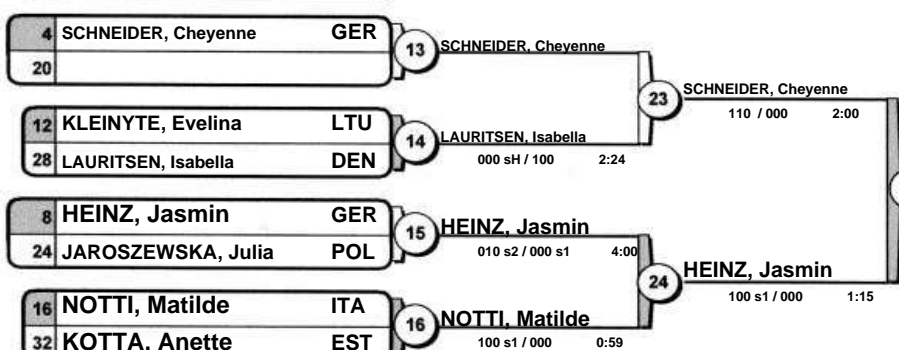 4 SCHNEIDER, Cheyenne GER
20
13 SCHNEIDER, Cheyenne
12 KLEINYTE, Evelina LTU
28 LAURITSEN, Isabella DEN
14 LAURITSEN, Isabella
000 sH / 100 2:24
23 SCHNEIDER, Cheyenne
110 / 000 2:00
8 HEINZ, Jasmin GER
24 JAROSZEWSKA, Julia POL
15 HEINZ, Jasmin
010 s2 / 000 s1 4:00
16 NOTTI, Matilde ITA
32 KOTTA, Anette EST
16 NOTTI, Matilde
100 s1 / 000 0:59
24 HEINZ, Jasmin
100 s1 / 000 1:15